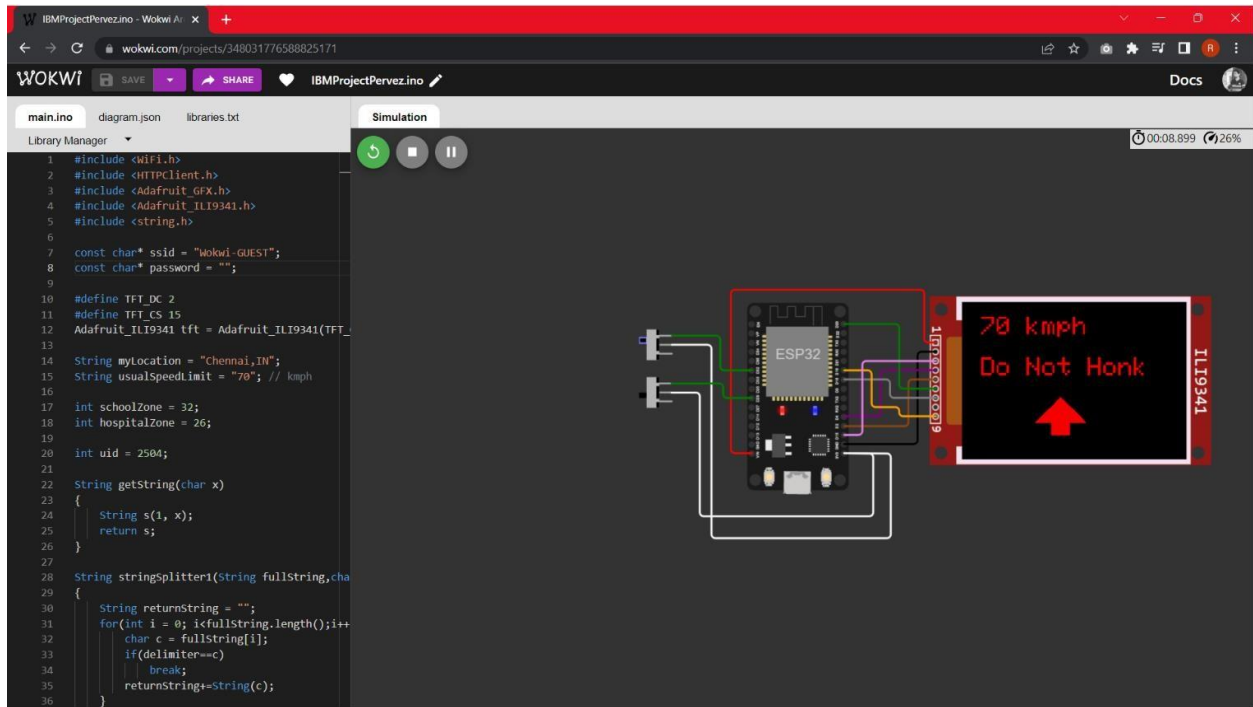 IBMProjectPervez.ino - Wokwi Ar
wokwi.com/projects/348031776588825171
R
WOKWi SAVE SHARE IBMProjectPervez.ino Docs
main.ino diagram.json libraries.txt
Simulation
Library Manager
00:08.899 26%
1 #include <WiFi.h>
2 #include <HTTPClient.h>
3 #include <Adafruit_GFX.h>
4 #include <Adafruit_ILI9341.h>
5 #include <string.h>
6
7 const char* ssid = "Wokwi-GUEST";
8 const char* password = "";
9
10 #define TFT_DC 2
11 #define TFT_CS 15
12 Adafruit_ILI9341 tft = Adafruit_ILI9341(TFT_
13
14 String myLocation = "Chennai,IN";
15 String usualSpeedLimit = "70"; // kmph
16
17 int schoolZone = 32;
18 int hospitalZone = 26;
19
20 int uid = 2504;
21
22 String getString(char x)
23 {
24 String s(1, x);
25 return s;
26 }
27
28 String stringSplitter1(String fullString,cha
29 {
30 String returnString = "";
31 for(int i = 0; i<fullString.length();i++
32 char c = fullString[i];
33 if(delimiter==c)
34 break;
35 returnString+=String(c);
36 }
ESP32
1
9
70 kmph
Do Not Honk
ILI9341